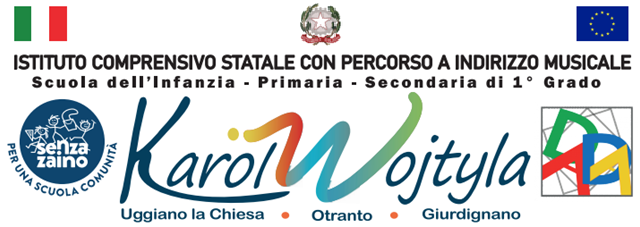 ISTITUTO COMPRENSIVO STATALE CON PERCORSO A INDIRIZZO MUSICALE
Scuola dell'Infanzia - Primaria - Secondaria di 1° Grado
senza
zaino
PER UNA SCUOLA COMUNITÀ
Karol Wojtyla
DADA
Uggiano la Chiesa • Otranto • Giurdignano